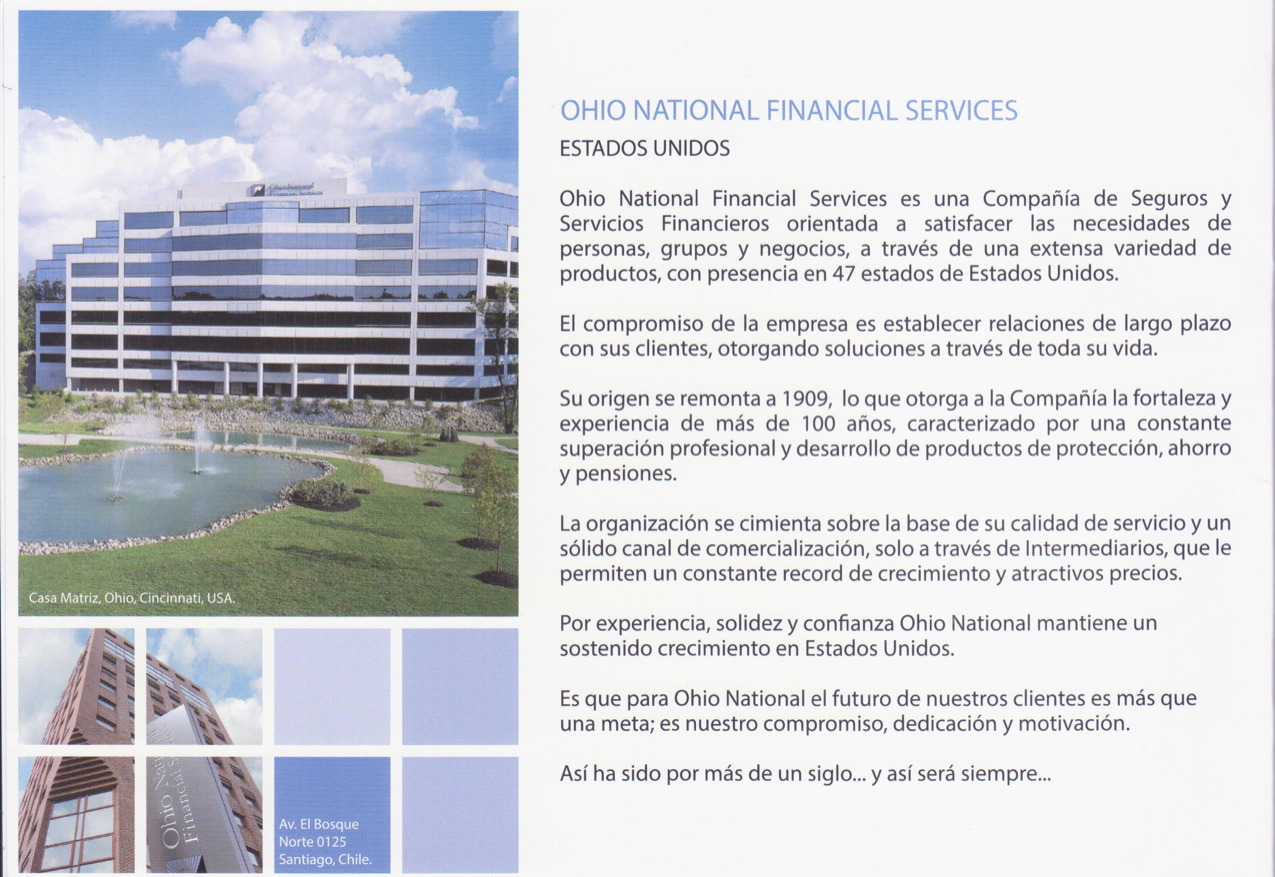 Ohio National
Financial Services
Casa Matriz, Ohio, Cincinnati, USA.
Financial S
Av. El Bosque
Norte 0125
Santiago, Chile.
OHIO NATIONAL FINANCIAL SERVICES
ESTADOS UNIDOS
Ohio National Financial Services es una Compañía de Seguros y
Servicios Financieros orientada a satisfacer las necesidades de
personas, grupos y negocios, a través de una extensa variedad de
productos, con presencia en 47 estados de Estados Unidos.
El compromiso de la empresa es establecer relaciones de largo plazo
con sus clientes, otorgando soluciones a través de toda su vida.
Su origen se remonta a 1909, lo que otorga a la Compañía la fortaleza y
experiencia de más de 100 años, caracterizado por una constante
superación profesional y desarrollo de productos de protección, ahorro
y pensiones.
La organización se cimienta sobre la base de su calidad de servicio y un
sólido canal de comercialización, solo a través de Intermediarios, que le
permiten un constante record de crecimiento y atractivos precios.
Por experiencia, solidez y confianza Ohio National mantiene un
sostenido crecimiento en Estados Unidos.
Es que para Ohio National el futuro de nuestros clientes es más que
una meta; es nuestro compromiso, dedicación y motivación.
Así ha sido por más de un siglo... y así será siempre...